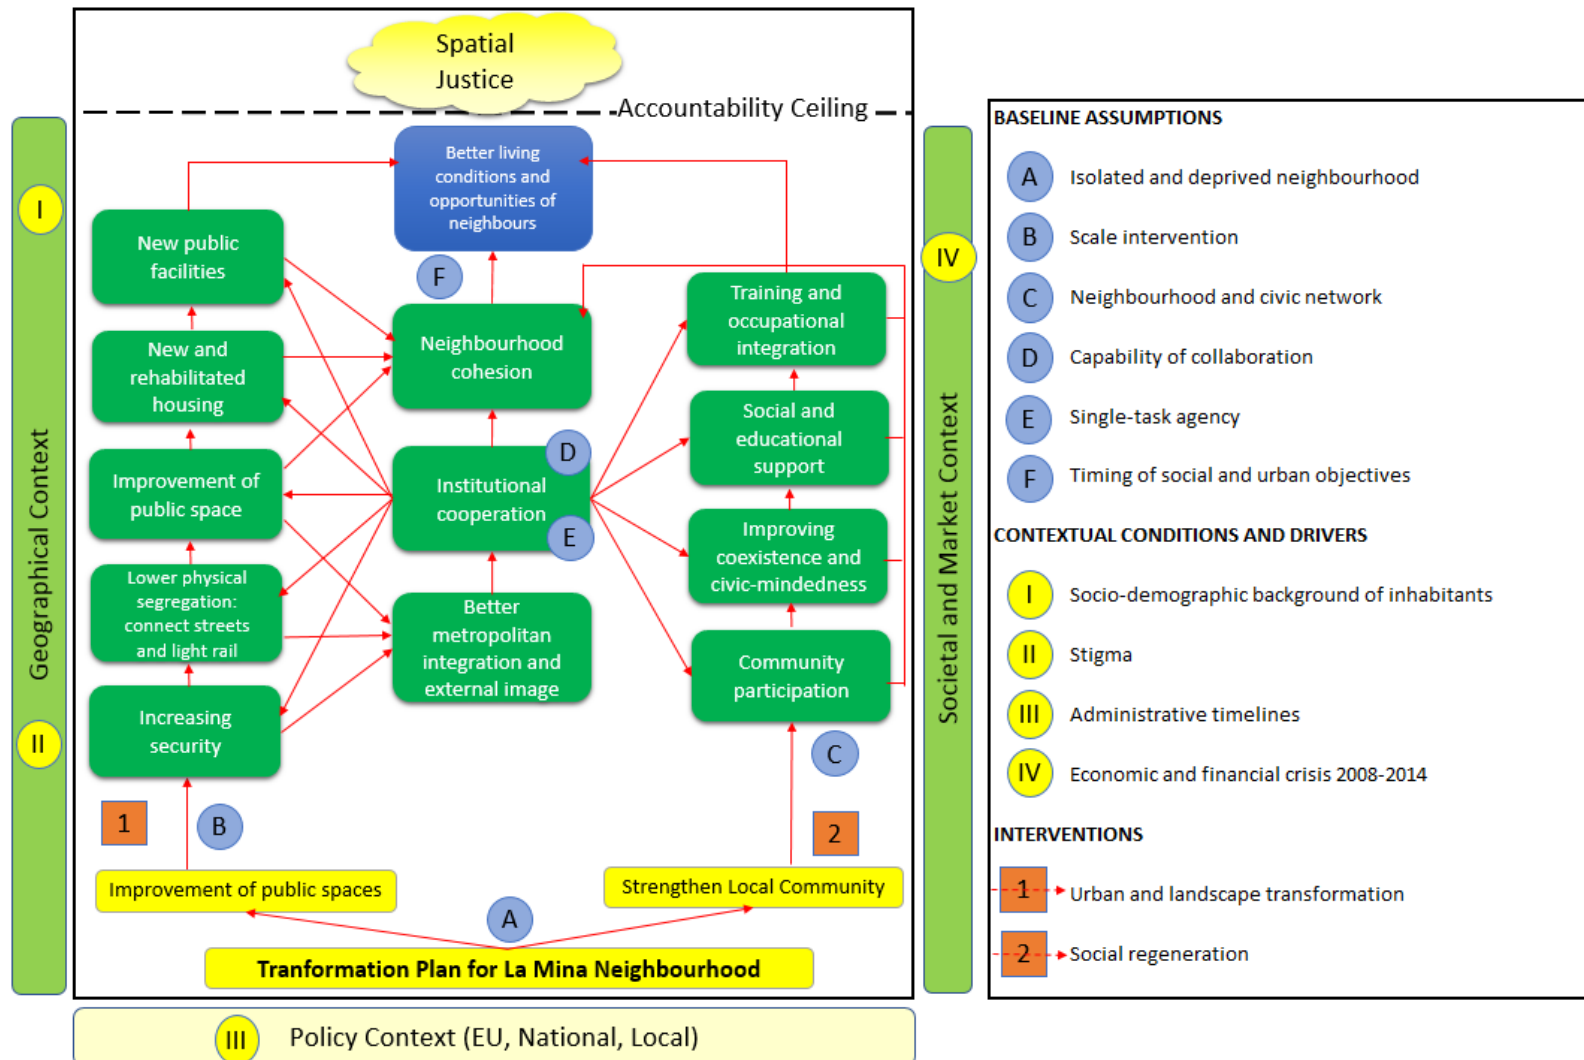 Spatial
Justice
Accountability Ceiling
Geographical Context
I
II
Better living
conditions and
opportunities of
neighbours
New public
facilities
F
New and
rehabilitated
housing
Neighbourhood
cohesion
Training and
occupational
integration
Improvement of
public space
Institutional
cooperation
D
E
Social and
educational
support
Lower physical
segregation:
connect streets
and light rail
Better
metropolitan
integration and
external image
Improving
coexistence and
civic-mindedness
Increasing
security
Community
participation
C
1
B
2
Improvement of public spaces
Strengthen Local Community
A
Tranformation Plan for La Mina Neighbourhood
III
Policy Context (EU, National, Local)
IV
Societal and Market Context
BASELINE ASSUMPTIONS
A Isolated and deprived neighbourhood
B Scale intervention
C Neighbourhood and civic network
D Capability of collaboration
E Single-task agency
F Timing of social and urban objectives
CONTEXTUAL CONDITIONS AND DRIVERS
I Socio-demographic background of inhabitants
II Stigma
III Administrative timelines
IV Economic and financial crisis 2008-2014
INTERVENTIONS
1 Urban and landscape transformation
2 Social regeneration